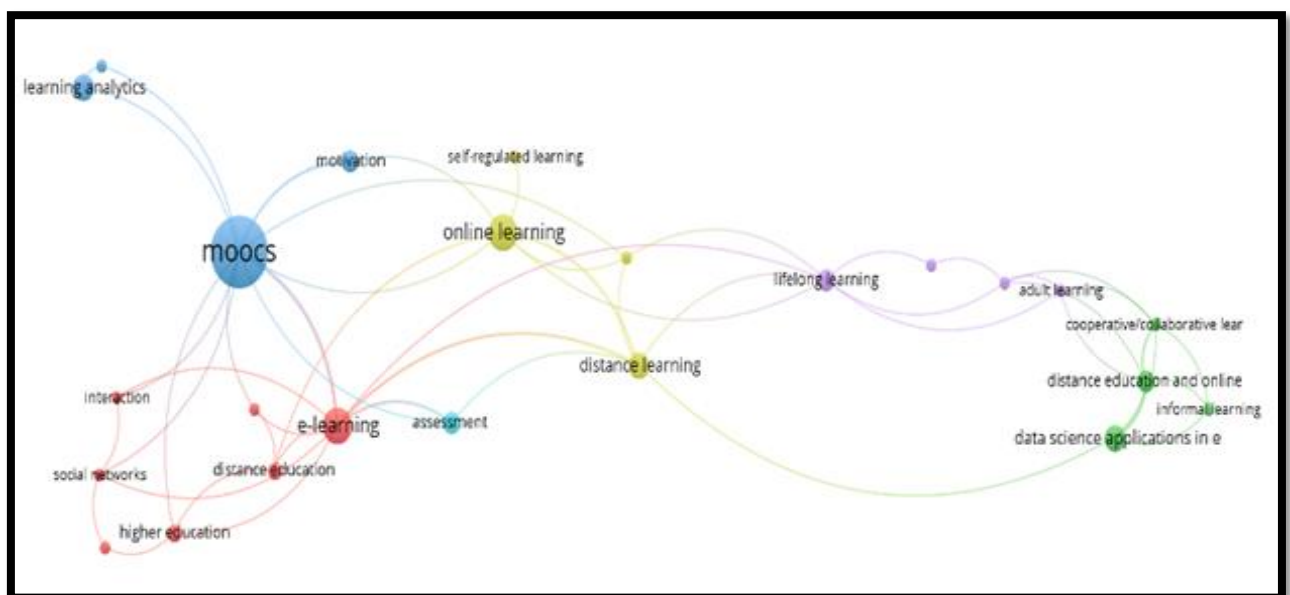 learning analytics
motivation
self-regulated learning
online learning
moocs
lifelong learning
adult learning
cooperative/collaborative lear
distance learning
distance education and online
interaction
informal learning
e-learning
assessment
data science applications in e
distance education
social networks
higher education